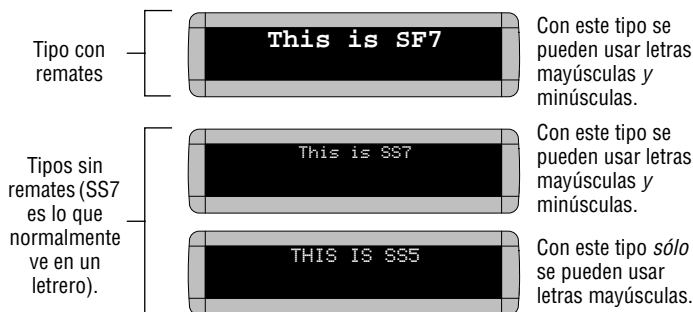 Tipo con
remates
This is SF7
Con este tipo se
pueden usar letras
mayúsculas y
minúsculas.
Tipos sin
remates (SS7
es lo que
normalmente
ve en un
letrero).
This is SS7
Con este tipo se
pueden usar letras
mayúsculas y
minúsculas.
THIS IS SS5
Con este tipo sólo
se pueden usar
letras mayúsculas.